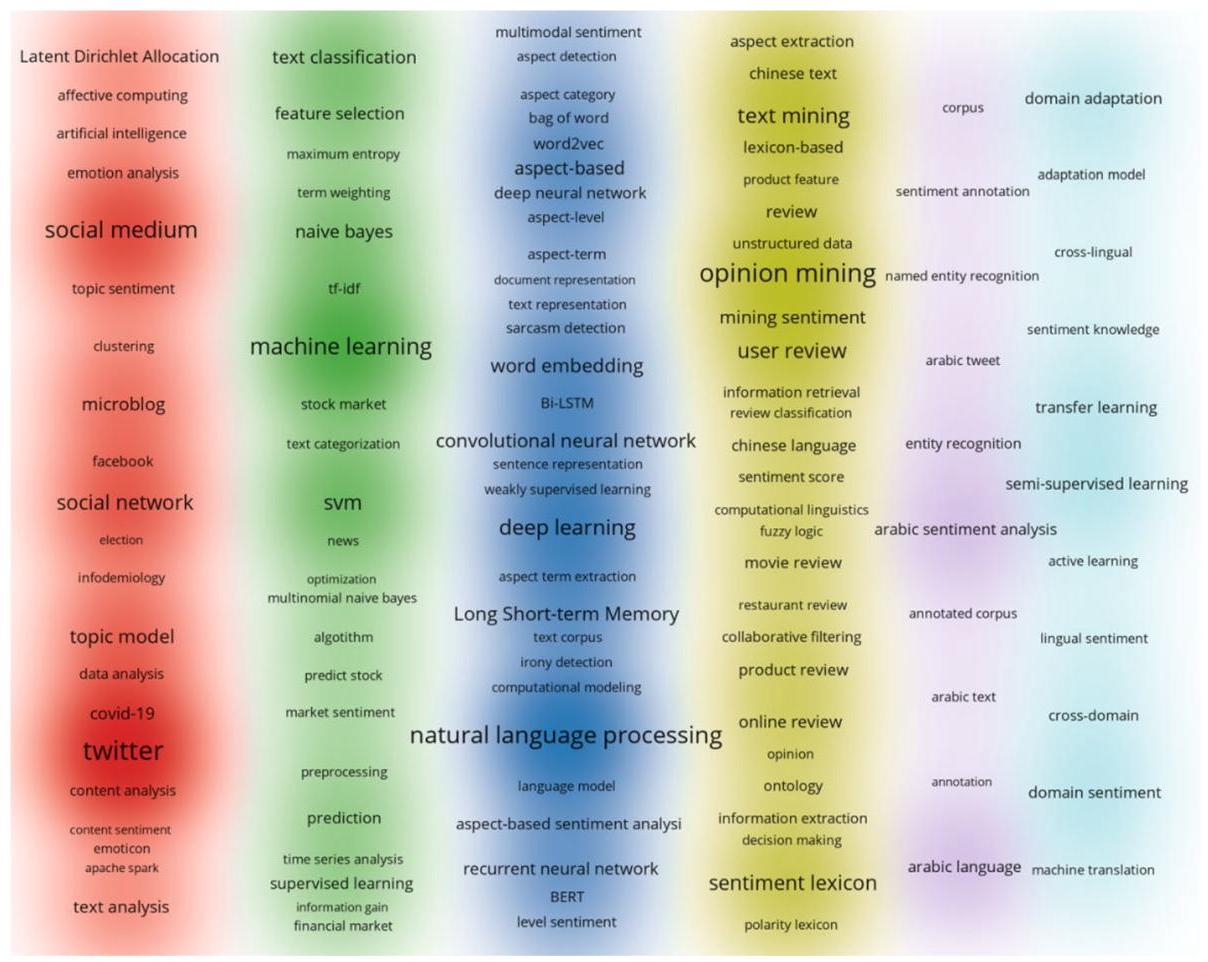 Latent Dirichlet Allocation
affective computing
artificial intelligence
emotion analysis
social medium
topic sentiment
clustering
microblog
facebook
social network
election
infodemiology
topic model
data analysis
covid-19
twitter
content analysis
content sentiment
emoticon
apache spark
text analysis
text classification
feature selection
maximum entropy
term weighting
naive bayes
tf-idf
machine learning
stock market
text categorization
svm
news
optimization
multinomial naive bayes
algotithm
predict stock
market sentiment
preprocessing
prediction
time series analysis
supervised learning
information gain
financial market
multimodal sentiment
aspect detection
aspect category
bag of word
word2vec
aspect-based
deep neural network
aspect-level
aspect-term
document representation
text representation
sarcasm detection
word embedding
Bi-LSTM
convolutional neural network
sentence representation
weakly supervised learning
deep learning
aspect term extraction
Long Short-term Memory
text corpus
irony detection
computational modeling
natural language processing
language model
aspect-based sentiment analysi
recurrent neural network
BERT
level sentiment
aspect extraction
chinese text
text mining
lexicon-based
product feature
review
unstructured data
opinion mining
mining sentiment
user review
information retrieval
review classification
chinese language
sentiment score
computational linguistics
fuzzy logic
movie review
restaurant review
collaborative filtering
product review
online review
opinion
ontology
information extraction
decision making
sentiment lexicon
polarity lexicon
corpus
sentiment annotation
named entity recognition
arabic tweet
entity recognition
arabic sentiment analysis
annotated corpus
arabic text
annotation
arabic language
domain adaptation
adaptation model
cross-lingual
sentiment knowledge
transfer learning
semi-supervised learning
active learning
lingual sentiment
cross-domain
domain sentiment
machine translation